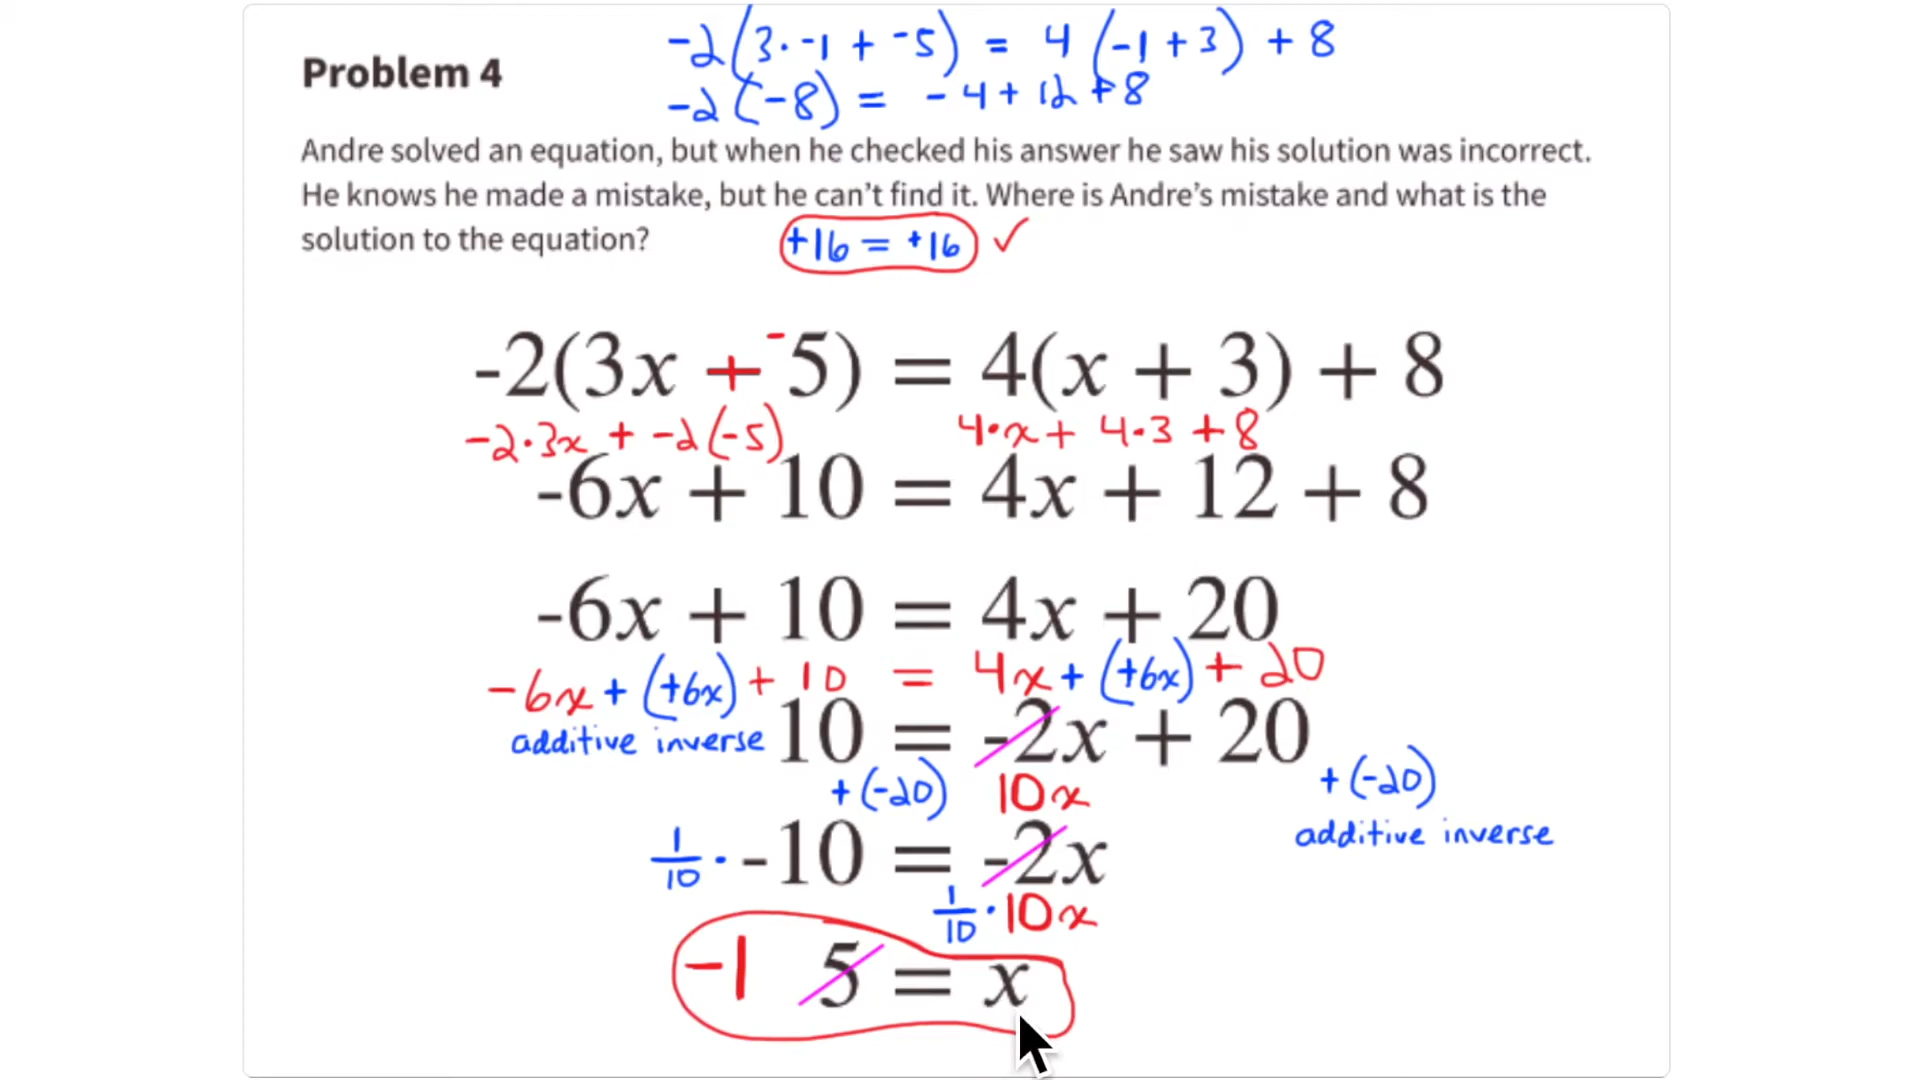 -2(3·-1 + -5) = 4(-1+3) + 8
Problem 4
-2(-8) = -4+12+8
Andre solved an equation, but when he checked his answer he saw his solution was incorrect.
He knows he made a mistake, but he can't find it. Where is Andre's mistake and what is the
solution to the equation?
+16 = +16 ✓
-2(3x + -5) = 4(x + 3) + 8
-2·3x + -2(-5) 4·x + 4·3 + 8
-6x + 10 = 4x + 12 + 8
-6x + 10 = 4x + 20
-6x + (+6x) + 10 = 4x + (+6x) + 20
additive inverse 10 = -2x + 20
+(-20) 10x +(-20)
additive inverse
1/10 · -10 = -2x
1/10 · 10x
-1 5 = x